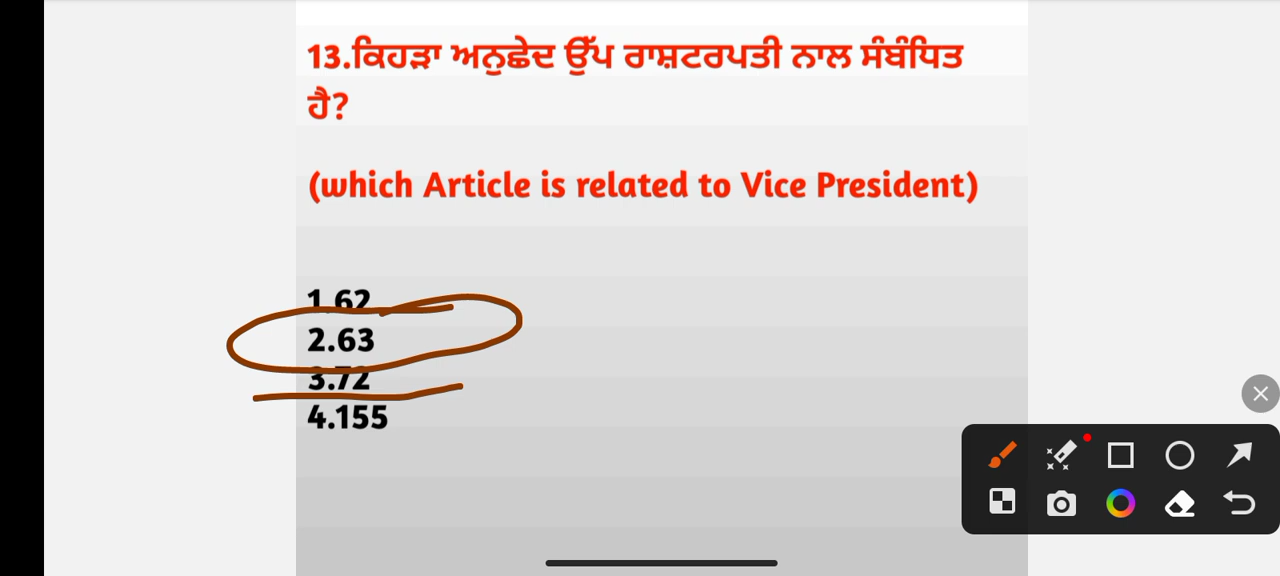 13.ਕਿਹੜਾ ਅਨੁਛੇਦ ਉੱਪ ਰਾਸ਼ਟਰਪਤੀ ਨਾਲ ਸੰਬੰਧਿਤ
ਹੈ?
(which Article is related to Vice President)
1.62
2.63
3.72
4.155